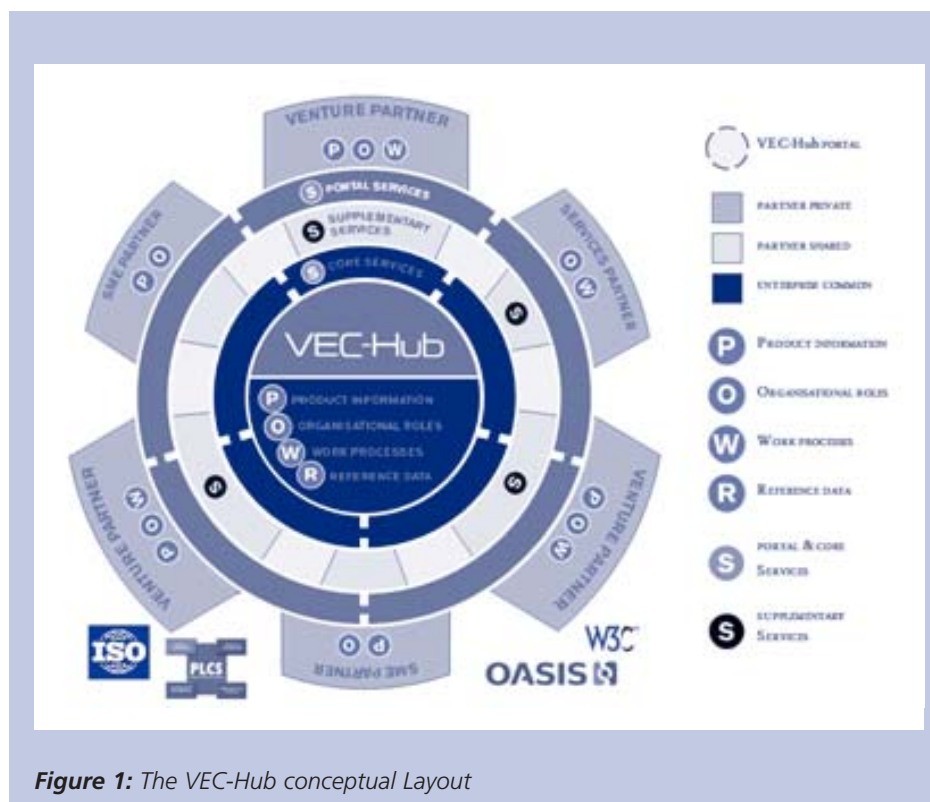 VENTURE PARTNER
P O W
S PORTAL SERVICES
S SUPPLEMENTARY
SERVICES
S CORE SERVICES
SME PARTNER
P O
SERVICES PARTNER
O W
S
VEC-Hub
P PRODUCT INFORMATION
O ORGANISATIONAL ROLES
W WORK PROCESSES
R REFERENCE DATA
S
S
VENTURE PARTNER
P O W
VENTURE PARTNER
P O W
SME PARTNER
P O
ISO
PLCS
W3C
OASIS
VEC-Hub PORTAL
PARTNER PRIVATE
PARTNER SHARED
ENTERPRISE COMMON
P PRODUCT INFORMATION
O ORGANISATIONAL ROLES
W WORK PROCESSES
R REFERENCE DATA
S PORTAL & CORE
SERVICES
S SUPPLEMENTARY
SERVICES
Figure 1: The VEC-Hub conceptual Layout